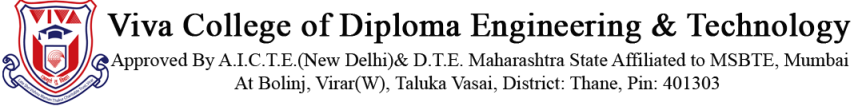 Viva College of Diploma Engineering & Technology
Approved By A.I.C.T.E.(New Delhi)& D.T.E. Maharashtra State Affiliated to MSBTE, Mumbai
At Bolinj, Virar(W), Taluka Vasai, District: Thane, Pin: 401303